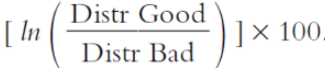 [ ln ( Distr Good / Distr Bad ) ] × 100.